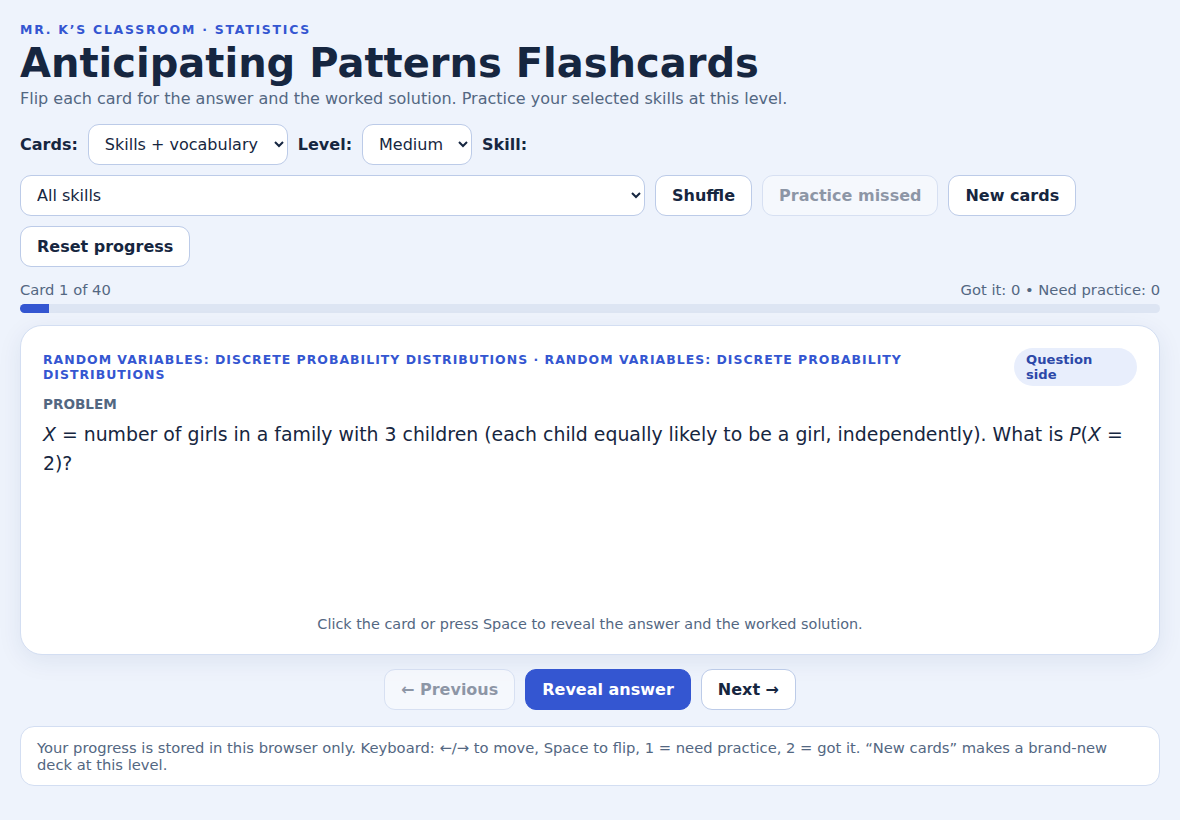 MR. K’S CLASSROOM · STATISTICS
Anticipating Patterns Flashcards
Flip each card for the answer and the worked solution. Practice your selected skills at this level.
Cards: Skills + vocabulary Level: Medium Skill:
All skills Shuffle Practice missed New cards
Reset progress
Card 1 of 40 Got it: 0 • Need practice: 0
RANDOM VARIABLES: DISCRETE PROBABILITY DISTRIBUTIONS · RANDOM VARIABLES: DISCRETE PROBABILITY
DISTRIBUTIONS
Question
side
PROBLEM
X = number of girls in a family with 3 children (each child equally likely to be a girl, independently). What is P(X =
2)?
Click the card or press Space to reveal the answer and the worked solution.
← Previous Reveal answer Next →
Your progress is stored in this browser only. Keyboard: ←/→ to move, Space to flip, 1 = need practice, 2 = got it. “New cards” makes a brand-new
deck at this level.